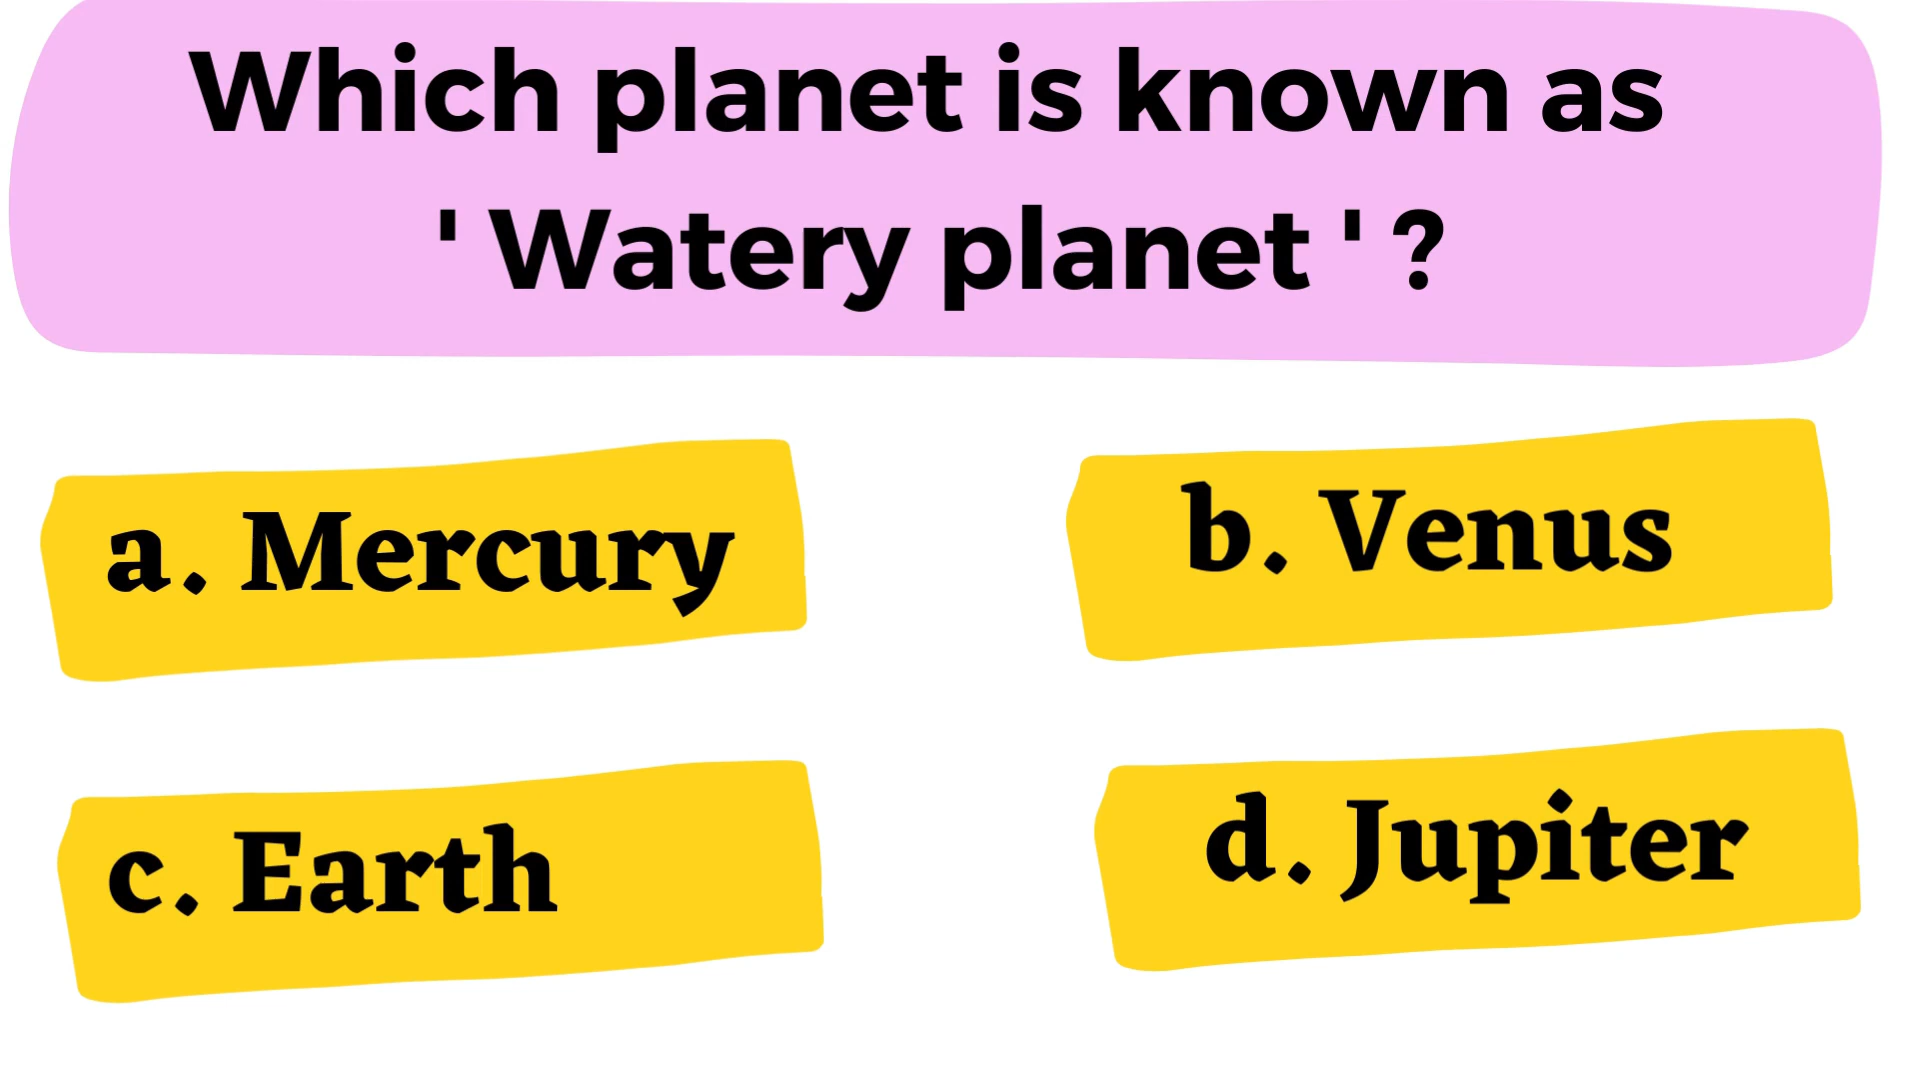 Which planet is known as
' Watery planet ' ?
a. Mercury
b. Venus
c. Earth
d. Jupiter